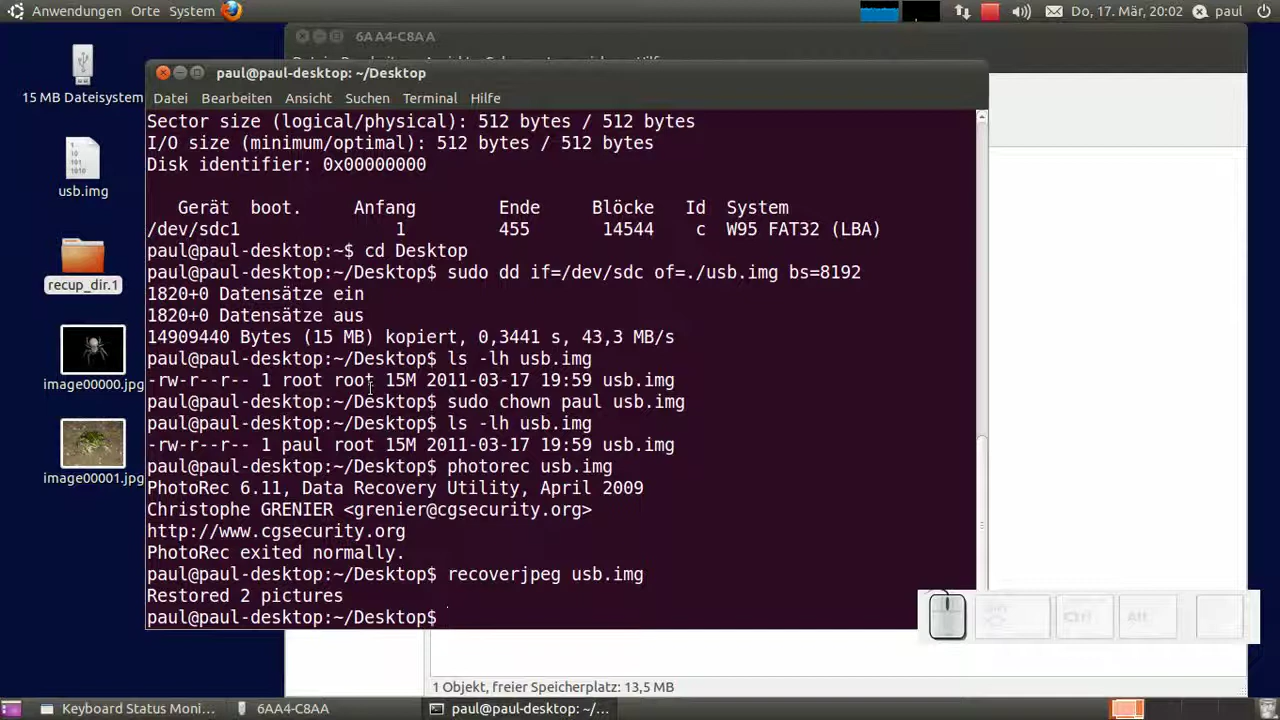 Anwendungen Orte System
Do, 17. Mär, 20:02 paul
6AA4-C8AA
paul@paul-desktop: ~/Desktop
Datei Bearbeiten Ansicht Suchen Terminal Hilfe
Sector size (logical/physical): 512 bytes / 512 bytes
I/O size (minimum/optimal): 512 bytes / 512 bytes
Disk identifier: 0x00000000
Gerät boot. Anfang Ende Blöcke Id System
/dev/sdc1 1 455 14544 c W95 FAT32 (LBA)
paul@paul-desktop:~$ cd Desktop
paul@paul-desktop:~/Desktop$ sudo dd if=/dev/sdc of=./usb.img bs=8192
1820+0 Datensätze ein
1820+0 Datensätze aus
14909440 Bytes (15 MB) kopiert, 0,3441 s, 43,3 MB/s
paul@paul-desktop:~/Desktop$ ls -lh usb.img
-rw-r--r-- 1 root root 15M 2011-03-17 19:59 usb.img
paul@paul-desktop:~/Desktop$ sudo chown paul usb.img
paul@paul-desktop:~/Desktop$ ls -lh usb.img
-rw-r--r-- 1 paul root 15M 2011-03-17 19:59 usb.img
paul@paul-desktop:~/Desktop$ photorec usb.img
PhotoRec 6.11, Data Recovery Utility, April 2009
Christophe GRENIER <grenier@cgsecurity.org>
http://www.cgsecurity.org
PhotoRec exited normally.
paul@paul-desktop:~/Desktop$ recoverjpeg usb.img
Restored 2 pictures
paul@paul-desktop:~/Desktop$
15 MB Dateisystem
usb.img
recup_dir.1
image00000.jpg
image00001.jpg
Ctrl
Alt
1 Objekt, freier Speicherplatz: 13,5 MB
Keyboard Status Moni...
6AA4-C8AA
paul@paul-desktop: ~/...